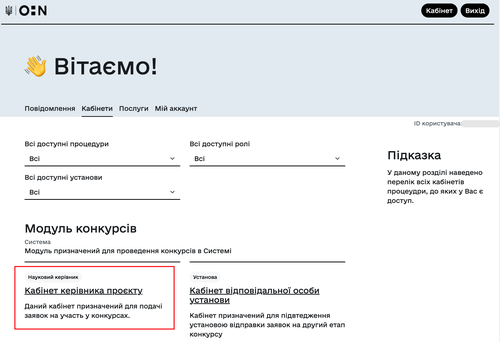 Кабінет
Вихід
Вітаємо!
Повідомлення Кабінети Послуги Мій аккаунт
ID користувача:
Всі доступні процедури
Всі
Всі доступні ролі
Всі
Всі доступні установи
Всі
Підказка
У даному розділі наведено
перелік всіх кабінетів
процеудри, до яких у Вас є
доступ.
Модуль конкурсів
Система
Модуль призначений для проведення конкурсів в Системі
Науковий керівник
Кабінет керівника проєкту
Даний кабінет призначений для подачі
заявок на участь у конкурсах.
Установа
Кабінет відповідальної особи
установи
Кабінет призначений для підтведження
установою відправки заявок на другий етап
конкурсу